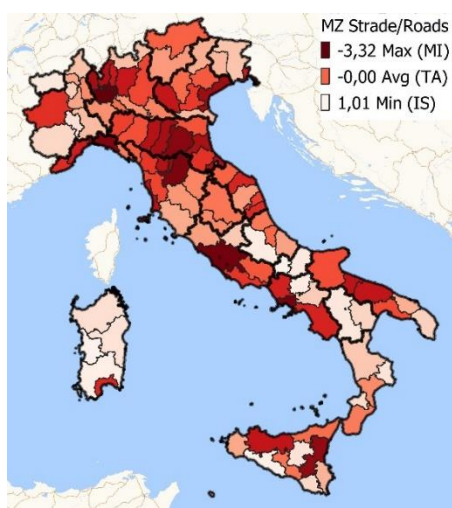 MZ Strade/Roads
-3,32 Max (MI)
-0,00 Avg (TA)
1,01 Min (IS)